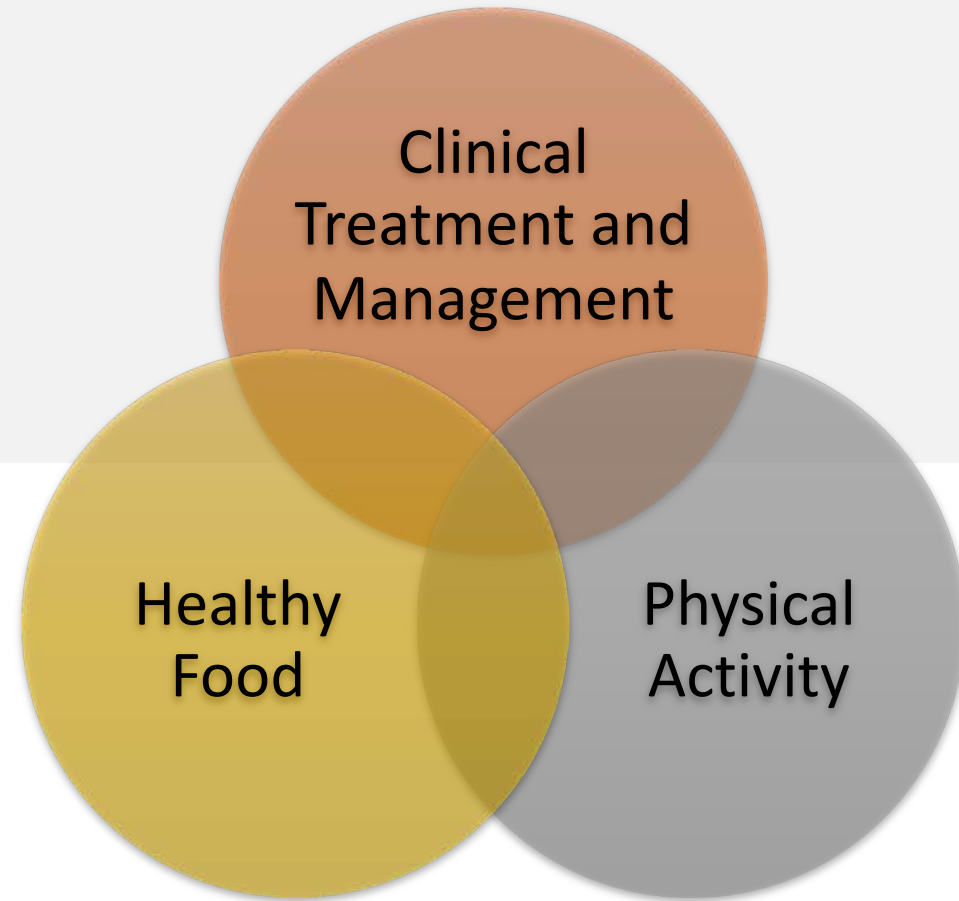 Clinical
Treatment and
Management
Healthy
Food
Physical
Activity